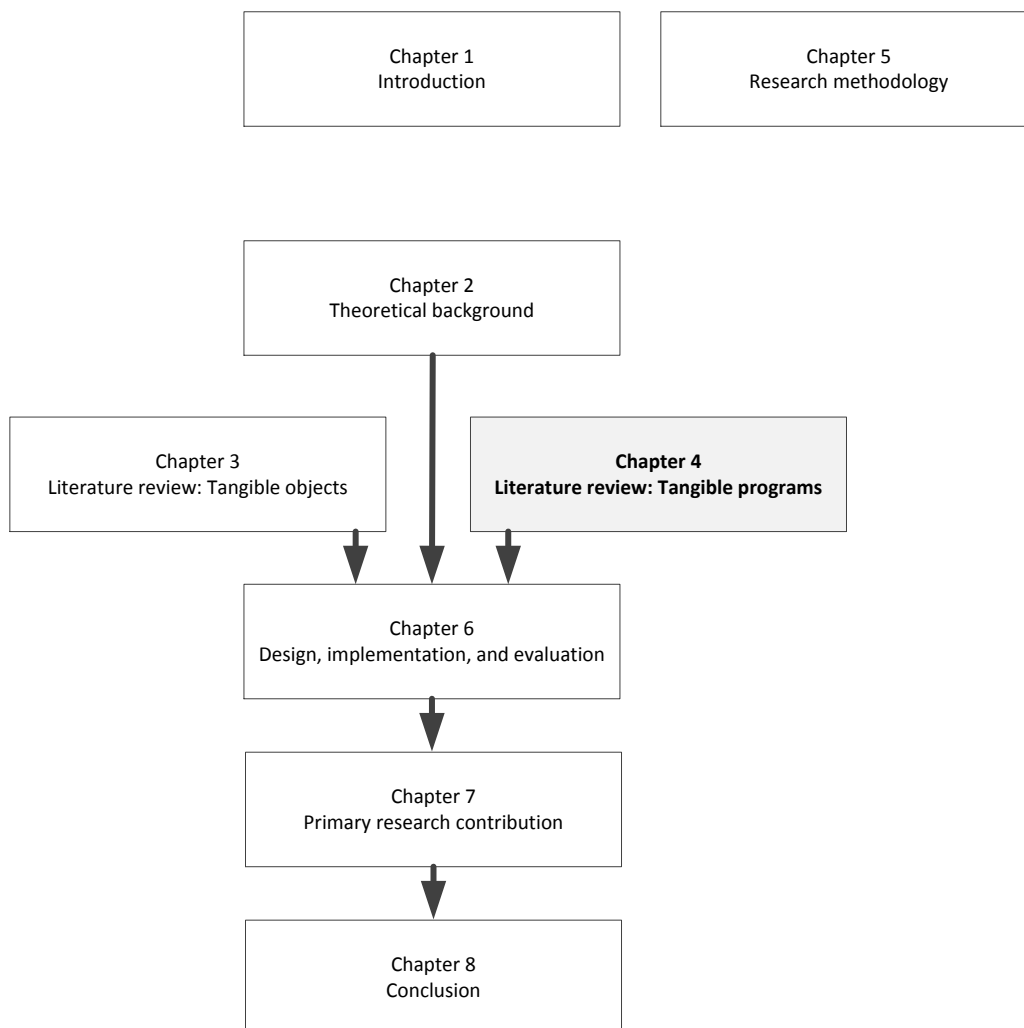 Chapter 1
Introduction
Chapter 5
Research methodology
Chapter 2
Theoretical background
Chapter 3
Literature review: Tangible objects
Chapter 4
Literature review: Tangible programs
Chapter 6
Design, implementation, and evaluation
Chapter 7
Primary research contribution
Chapter 8
Conclusion